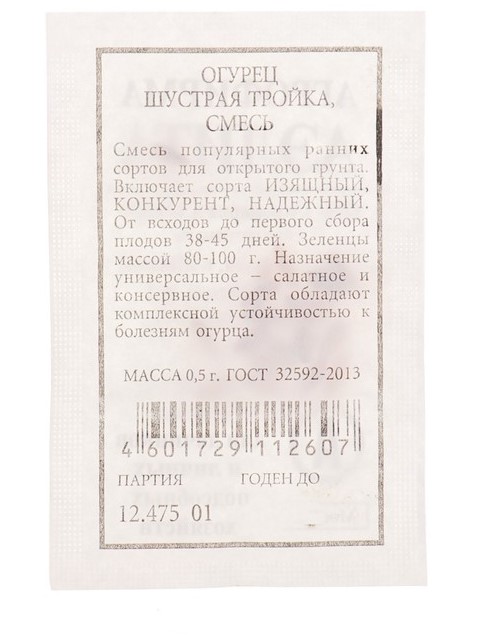 ОГУРЕЦ
ШУСТРАЯ ТРОЙКА,
СМЕСЬ
Смесь популярных ранних
сортов для открытого грунта.
Включает сорта ИЗЯЩНЫЙ,
КОНКУРЕНТ, НАДЕЖНЫЙ.
От всходов до первого сбора
плодов 38-45 дней. Зеленцы
массой 80-100 г. Назначение
универсальное – салатное и
консервное. Сорта обладают
комплексной устойчивостью к
болезням огурца.
МАССА 0,5 г. ГОСТ 32592-2013
4 601729 112607
ПАРТИЯ ГОДЕН ДО
12.475 01